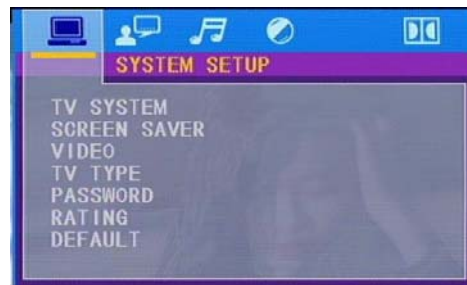 SYSTEM SETUP
TV SYSTEM
SCREEN SAVER
VIDEO
TV TYPE
PASSWORD
RATING
DEFAULT